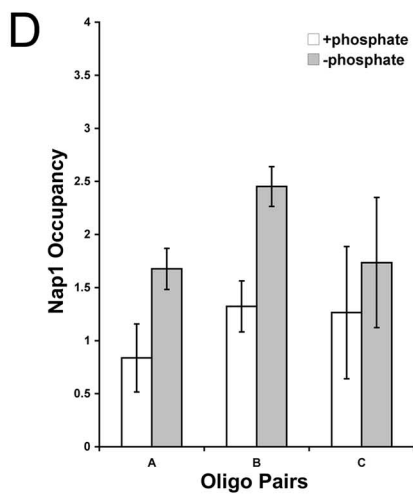 D
+phosphate
-phosphate
Nap1 Occupancy
4
3.5
3
2.5
2
1.5
1
0.5
0
A B C
Oligo Pairs